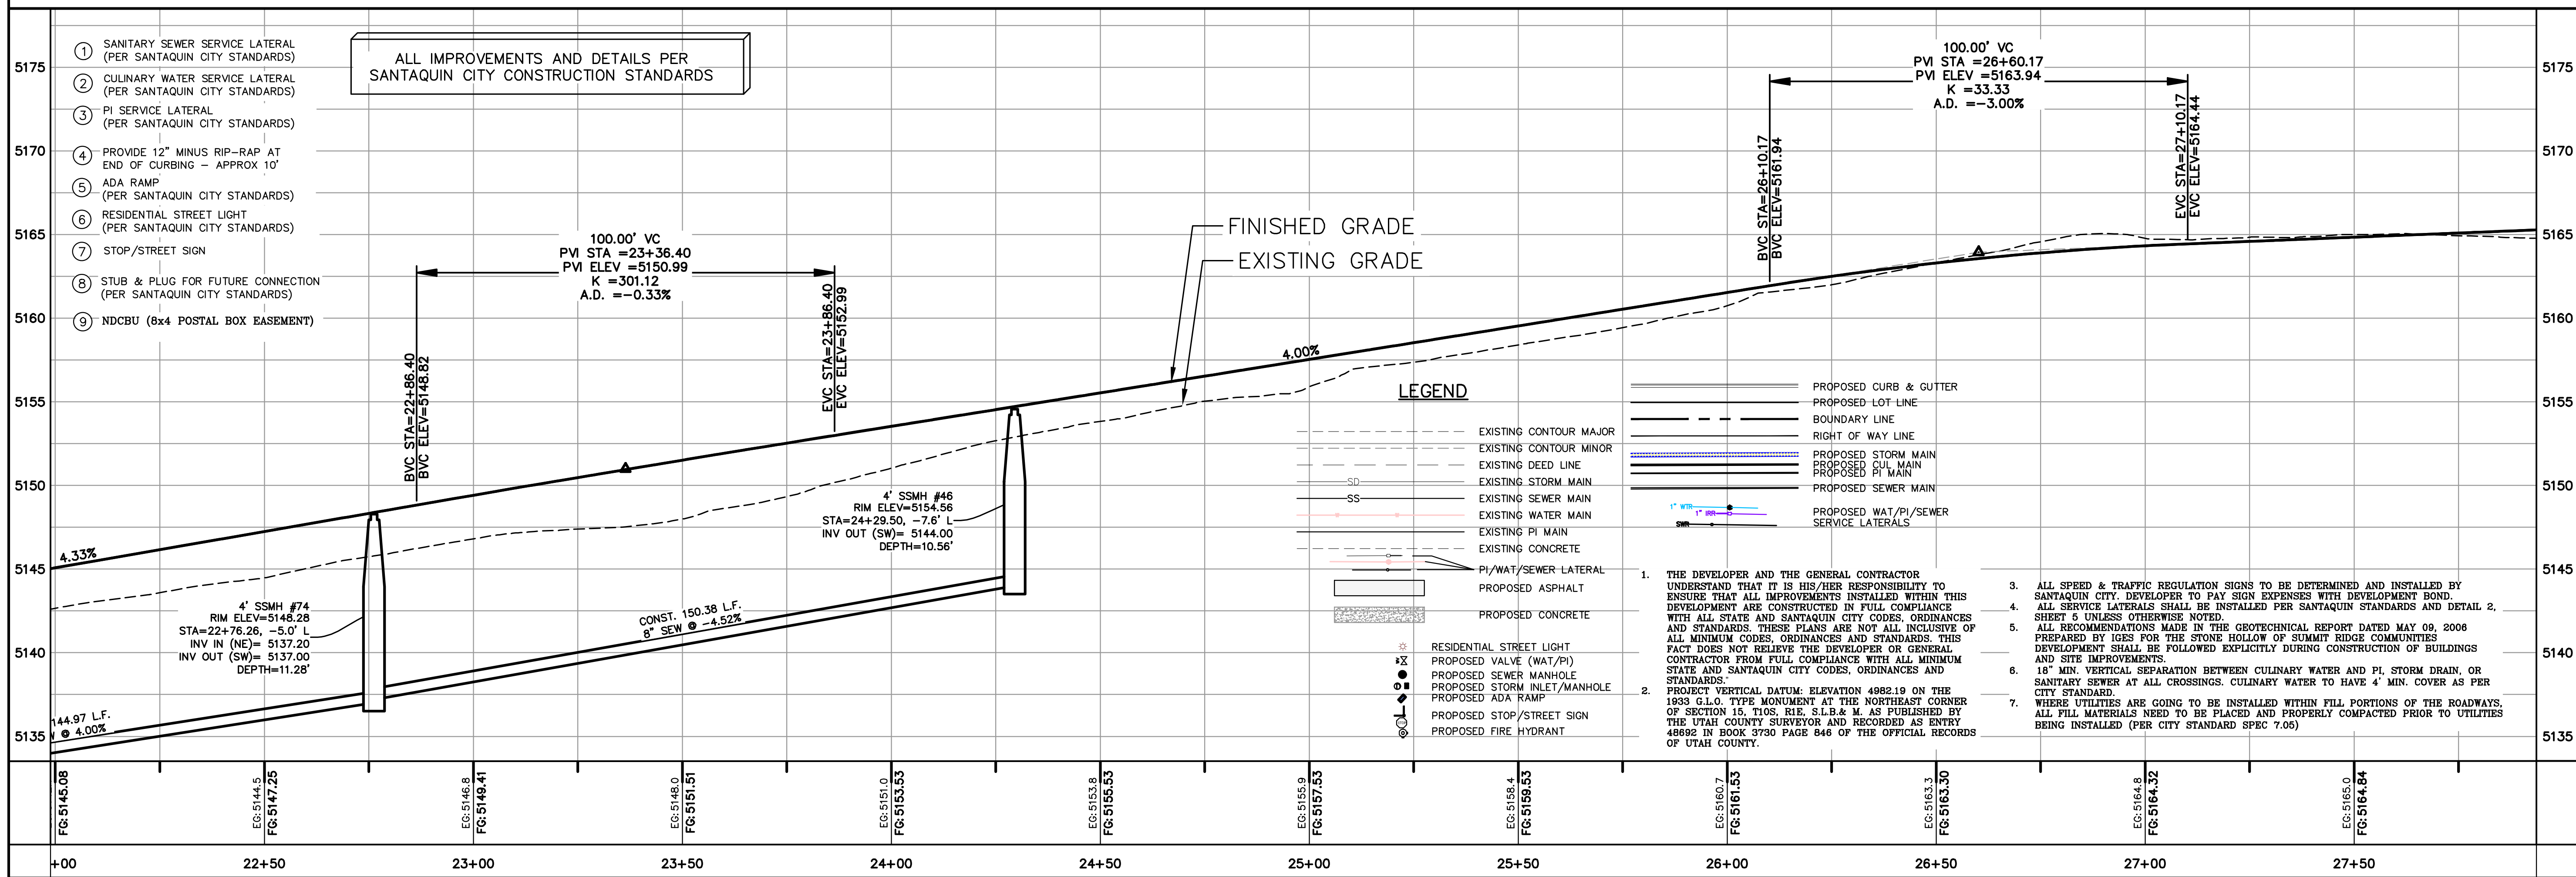 ① SANITARY SEWER SERVICE LATERAL
(PER SANTAQUIN CITY STANDARDS)
② CULINARY WATER SERVICE LATERAL
(PER SANTAQUIN CITY STANDARDS)
③ PI SERVICE LATERAL
(PER SANTAQUIN CITY STANDARDS)
④ PROVIDE 12" MINUS RIP-RAP AT
END OF CURBING - APPROX 10'
⑤ ADA RAMP
(PER SANTAQUIN CITY STANDARDS)
⑥ RESIDENTIAL STREET LIGHT
(PER SANTAQUIN CITY STANDARDS)
⑦ STOP/STREET SIGN
⑧ STUB & PLUG FOR FUTURE CONNECTION
(PER SANTAQUIN CITY STANDARDS)
⑨ NDCBU (8x4 POSTAL BOX EASEMENT)
ALL IMPROVEMENTS AND DETAILS PER
SANTAQUIN CITY CONSTRUCTION STANDARDS
5175
5170
5165
5160
5155
5150
5145
5140
5135
100.00' VC
PVI STA =23+36.40
PVI ELEV =5150.99
K =301.12
A.D. =-0.33%
BVC STA=22+86.40
BVC ELEV=5148.82
EVC STA=23+86.40
EVC ELEV=5152.99
FINISHED GRADE
EXISTING GRADE
100.00' VC
PVI STA =26+60.17
PVI ELEV =5163.94
K =33.33
A.D. =-3.00%
BVC STA=26+10.17
BVC ELEV=5161.94
EVC STA=27+10.17
EVC ELEV=5164.44
5175
5170
5165
5160
5155
5150
5145
5140
5135
4.33%
4.00%
4' SSMH #74
RIM ELEV=5148.28
STA=22+76.26, -5.0' L
INV IN (NE)= 5137.20
INV OUT (SW)= 5137.00
DEPTH=11.28'
4' SSMH #46
RIM ELEV=5154.56
STA=24+29.50, -7.6' L
INV OUT (SW)= 5144.00
DEPTH=10.56'
CONST. 150.38 L.F.
8" SEW @ -4.52%
144.97 L.F.
@ 4.00%
LEGEND
EXISTING CONTOUR MAJOR
EXISTING CONTOUR MINOR
EXISTING DEED LINE
SD EXISTING STORM MAIN
SS EXISTING SEWER MAIN
EXISTING WATER MAIN
EXISTING PI MAIN
EXISTING CONCRETE
PI/WAT/SEWER LATERAL
PROPOSED ASPHALT
PROPOSED CONCRETE
RESIDENTIAL STREET LIGHT
PROPOSED VALVE (WAT/PI)
PROPOSED SEWER MANHOLE
PROPOSED STORM INLET/MANHOLE
PROPOSED ADA RAMP
PROPOSED STOP/STREET SIGN
PROPOSED FIRE HYDRANT
PROPOSED CURB & GUTTER
PROPOSED LOT LINE
BOUNDARY LINE
RIGHT OF WAY LINE
PROPOSED STORM MAIN
PROPOSED CUL MAIN
PROPOSED PI MAIN
PROPOSED SEWER MAIN
1" WTR
1" IRR
SWR
PROPOSED WAT/PI/SEWER
SERVICE LATERALS
1. THE DEVELOPER AND THE GENERAL CONTRACTOR
UNDERSTAND THAT IT IS HIS/HER RESPONSIBILITY TO
ENSURE THAT ALL IMPROVEMENTS INSTALLED WITHIN THIS
DEVELOPMENT ARE CONSTRUCTED IN FULL COMPLIANCE
WITH ALL STATE AND SANTAQUIN CITY CODES, ORDINANCES
AND STANDARDS. THESE PLANS ARE NOT ALL INCLUSIVE OF
ALL MINIMUM CODES, ORDINANCES AND STANDARDS. THIS
FACT DOES NOT RELIEVE THE DEVELOPER OR GENERAL
CONTRACTOR FROM FULL COMPLIANCE WITH ALL MINIMUM
STATE AND SANTAQUIN CITY CODES, ORDINANCES AND
STANDARDS.
2. PROJECT VERTICAL DATUM: ELEVATION 4982.19 ON THE
1933 G.L.O. TYPE MONUMENT AT THE NORTHEAST CORNER
OF SECTION 15, T10S, R1E, S.L.B.& M. AS PUBLISHED BY
THE UTAH COUNTY SURVEYOR AND RECORDED AS ENTRY
48692 IN BOOK 3730 PAGE 846 OF THE OFFICIAL RECORDS
OF UTAH COUNTY.
3. ALL SPEED & TRAFFIC REGULATION SIGNS TO BE DETERMINED AND INSTALLED BY
SANTAQUIN CITY. DEVELOPER TO PAY SIGN EXPENSES WITH DEVELOPMENT BOND.
4. ALL SERVICE LATERALS SHALL BE INSTALLED PER SANTAQUIN STANDARDS AND DETAIL 2,
SHEET 5 UNLESS OTHERWISE NOTED.
5. ALL RECOMMENDATIONS MADE IN THE GEOTECHNICAL REPORT DATED MAY 09, 2006
PREPARED BY IGES FOR THE STONE HOLLOW OF SUMMIT RIDGE COMMUNITIES
DEVELOPMENT SHALL BE FOLLOWED EXPLICITLY DURING CONSTRUCTION OF BUILDINGS
AND SITE IMPROVEMENTS.
6. 18" MIN. VERTICAL SEPARATION BETWEEN CULINARY WATER AND PI, STORM DRAIN, OR
SANITARY SEWER AT ALL CROSSINGS. CULINARY WATER TO HAVE 4' MIN. COVER AS PER
CITY STANDARD.
7. WHERE UTILITIES ARE GOING TO BE INSTALLED WITHIN FILL PORTIONS OF THE ROADWAYS,
ALL FILL MATERIALS NEED TO BE PLACED AND PROPERLY COMPACTED PRIOR TO UTILITIES
BEING INSTALLED (PER CITY STANDARD SPEC 7.05)
FG:5145.08
EG:5144.5
FG:5147.25
EG:5146.8
FG:5149.41
EG:5148.0
FG:5151.51
EG:5151.0
FG:5153.53
EG:5153.8
FG:5155.53
EG:5155.9
FG:5157.53
EG:5158.4
FG:5159.53
EG:5160.7
FG:5161.53
EG:5163.3
FG:5163.30
EG:5164.8
FG:5164.32
EG:5165.0
FG:5164.84
+00 22+50 23+00 23+50 24+00 24+50 25+00 25+50 26+00 26+50 27+00 27+50